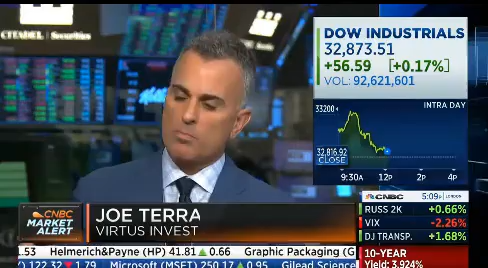 CITADEL | Securities
DOW INDUSTRIALS
32,873.51
+56.59 [+0.17%]
VOL: 92,621,601
INTRA DAY
33200
32,816.92
CLOSE
9:30A 12P 2P 4P
CNBC 5:09P LONDON
RUSS 2K +0.66%
VIX -2.26%
DJ TRANSP. +1.68%
10-YEAR
Yield: 3.924%
CNBC
MARKET
ALERT
JOE TERRA
VIRTUS INVEST
.53 Helmerich&Payne (HP) 41.81 ▲ 0.66 Graphic Packaging
122.32 ▼ 1.79 Microsoft (MSFT) 250.17 ▲ 0.95 Gilead Science